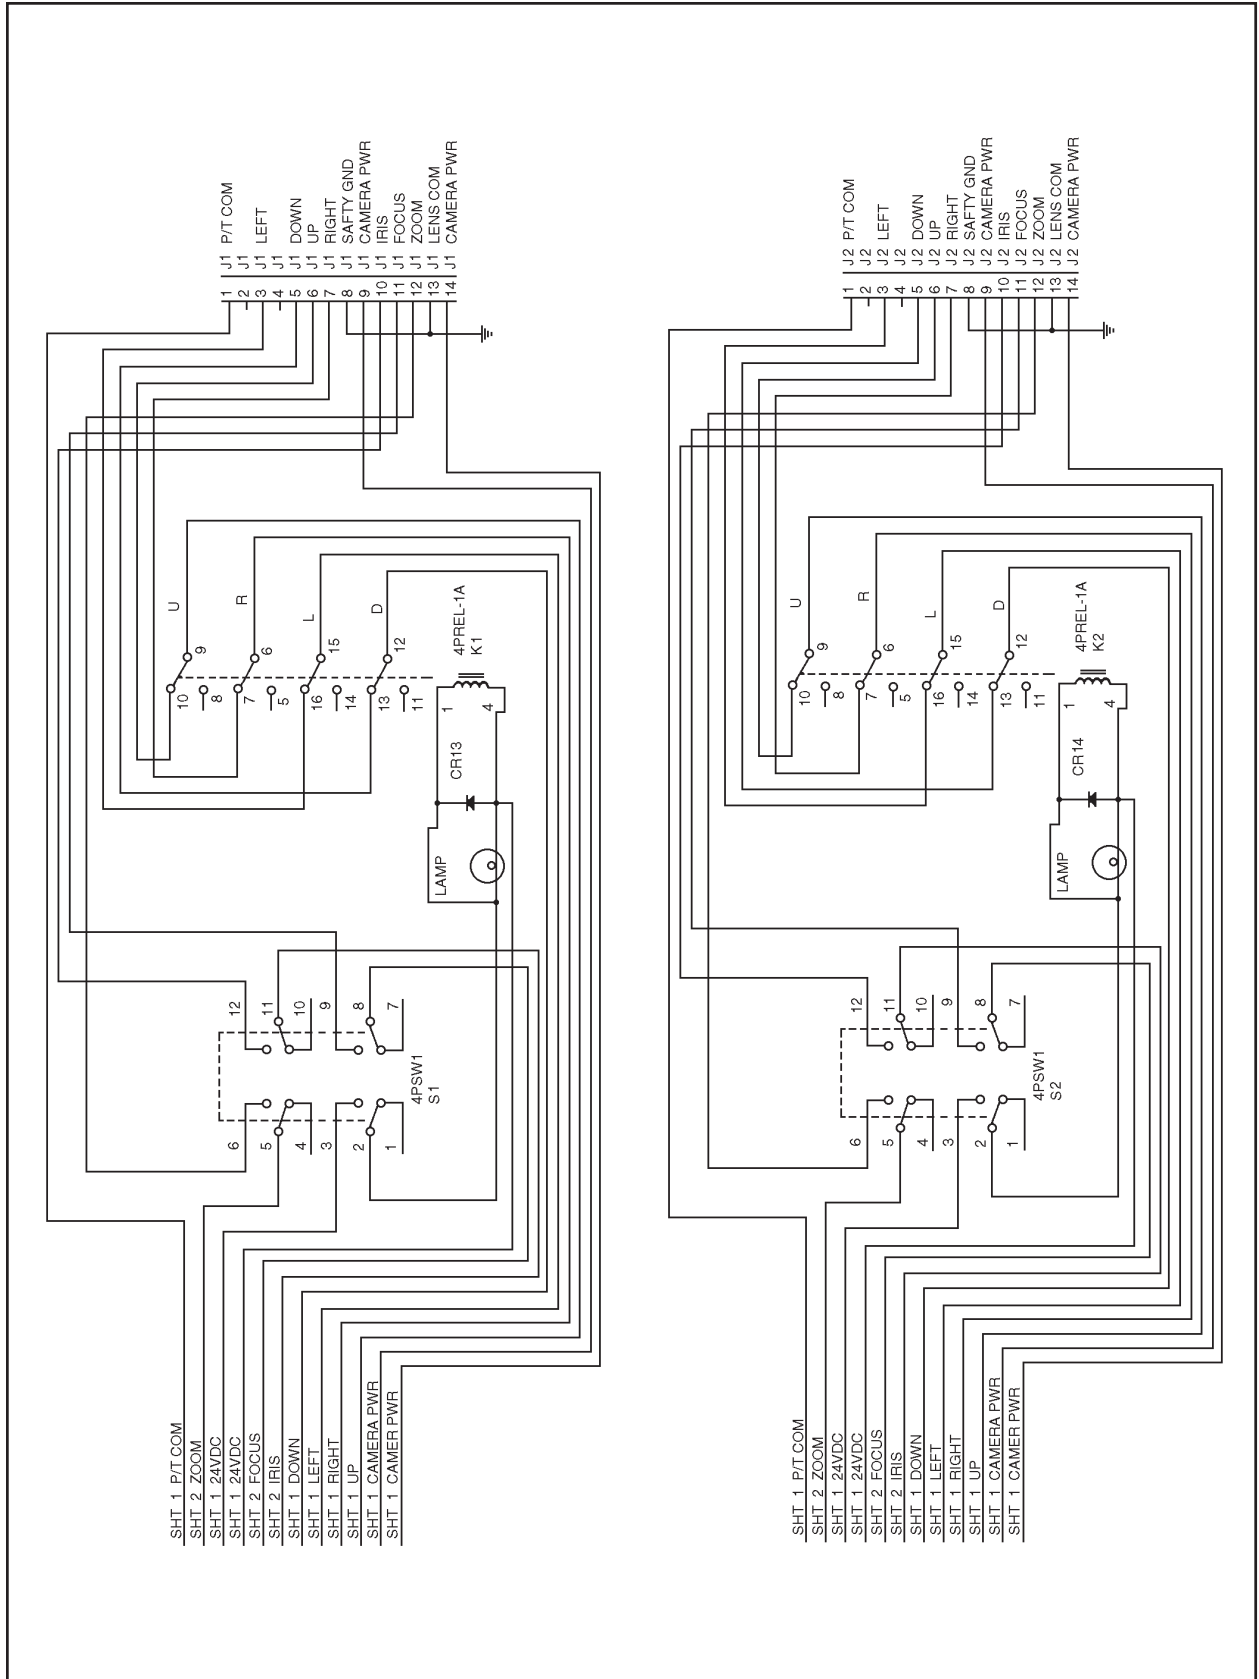 1 J1 P/T COM
2 J1
3 J1 LEFT
4 J1
5 J1 DOWN
6 J1 UP
7 J1 RIGHT
8 J1 SAFTY GND
9 J1 CAMERA PWR
10 J1 IRIS
11 J1 FOCUS
12 J1 ZOOM
13 J1 LENS COM
14 J1 CAMERA PWR
U
R
L
D
9
6
15
12
10
8
7
5
16
14
13
11
4PREL-1A
K1
1
4
CR13
LAMP
12
11
10
9
8
7
6
5
4
3
2
1
4PSW1
S1
SHT 1 P/T COM
SHT 2 ZOOM
SHT 1 24VDC
SHT 1 24VDC
SHT 2 FOCUS
SHT 2 IRIS
SHT 1 DOWN
SHT 1 LEFT
SHT 1 RIGHT
SHT 1 UP
SHT 1 CAMERA PWR
SHT 1 CAMER PWR
1 J2 P/T COM
2 J2
3 J2 LEFT
4 J2
5 J2 DOWN
6 J2 UP
7 J2 RIGHT
8 J2 SAFTY GND
9 J2 CAMERA PWR
10 J2 IRIS
11 J2 FOCUS
12 J2 ZOOM
13 J2 LENS COM
14 J2 CAMERA PWR
U
R
L
D
9
6
15
12
10
8
7
5
16
14
13
11
4PREL-1A
K2
1
4
CR14
LAMP
12
11
10
9
8
7
6
5
4
3
2
1
4PSW1
S2
SHT 1 P/T COM
SHT 2 ZOOM
SHT 1 24VDC
SHT 1 24VDC
SHT 2 FOCUS
SHT 2 IRIS
SHT 1 DOWN
SHT 1 LEFT
SHT 1 RIGHT
SHT 1 UP
SHT 1 CAMERA PWR
SHT 1 CAMER PWR